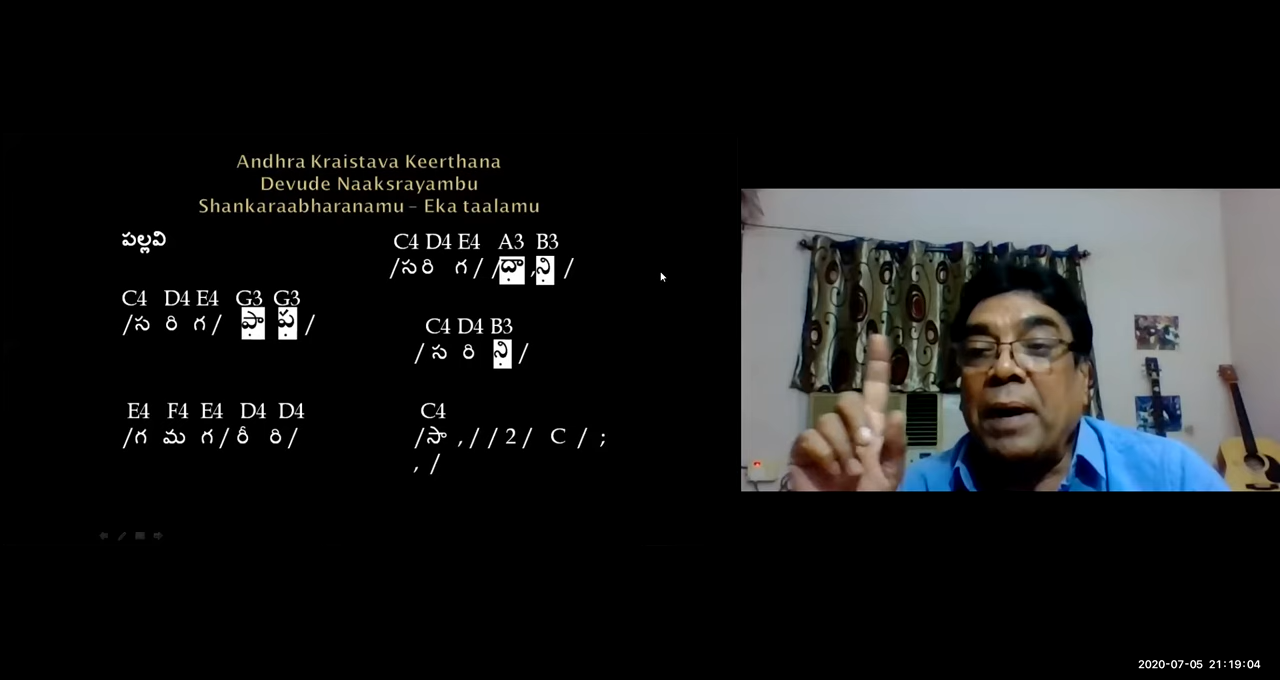 Andhra Kraistava Keerthana
Devude Naaksrayambu
Shankaraabharanamu – Eka taalamu
పల్లవి
C4 D4 E4 G3 G3
/స రి గ/ పా̣ ప̣ /
E4 F4 E4 D4 D4
/గ మ గ/రీ రి/
C4 D4 E4 A3 B3
/సరి గ/ /దా̣ ,ని̣ /
C4 D4 B3
/ స రి ని̣ /
C4
/సా ,//2/ C / ;
, /
2020-07-05 21:19:04